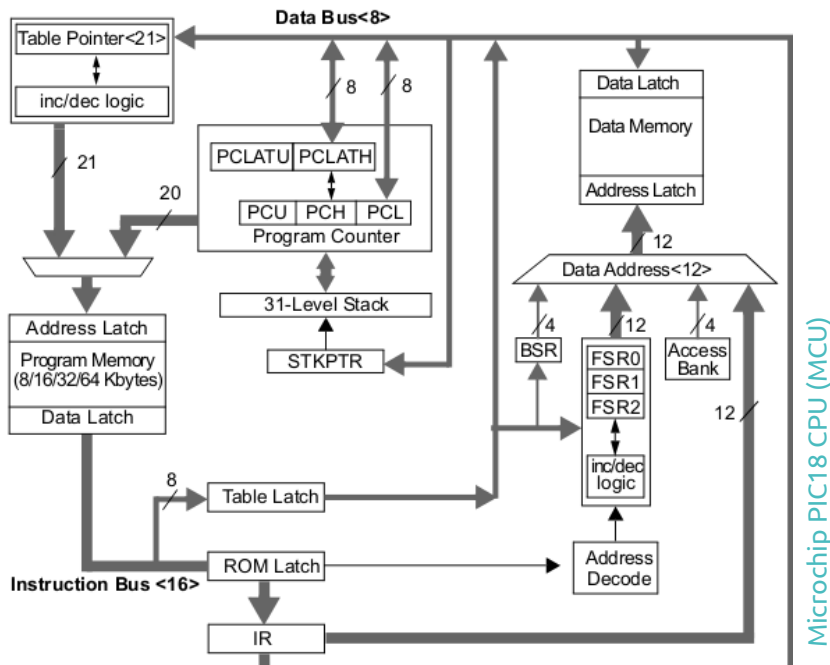 Data Bus<8>
Table Pointer<21>
inc/dec logic
21
8
8
PCLATU PCLATH
PCU PCH PCL
Program Counter
20
31-Level Stack
STKPTR
Data Latch
Data Memory
Address Latch
12
Data Address<12>
4
12
4
BSR
FSR0
FSR1
FSR2
inc/dec
logic
Access
Bank
12
Address Latch
Program Memory
(8/16/32/64 Kbytes)
Data Latch
8
Table Latch
Instruction Bus <16>
ROM Latch
Address
Decode
IR
Microchip PIC18 CPU (MCU)